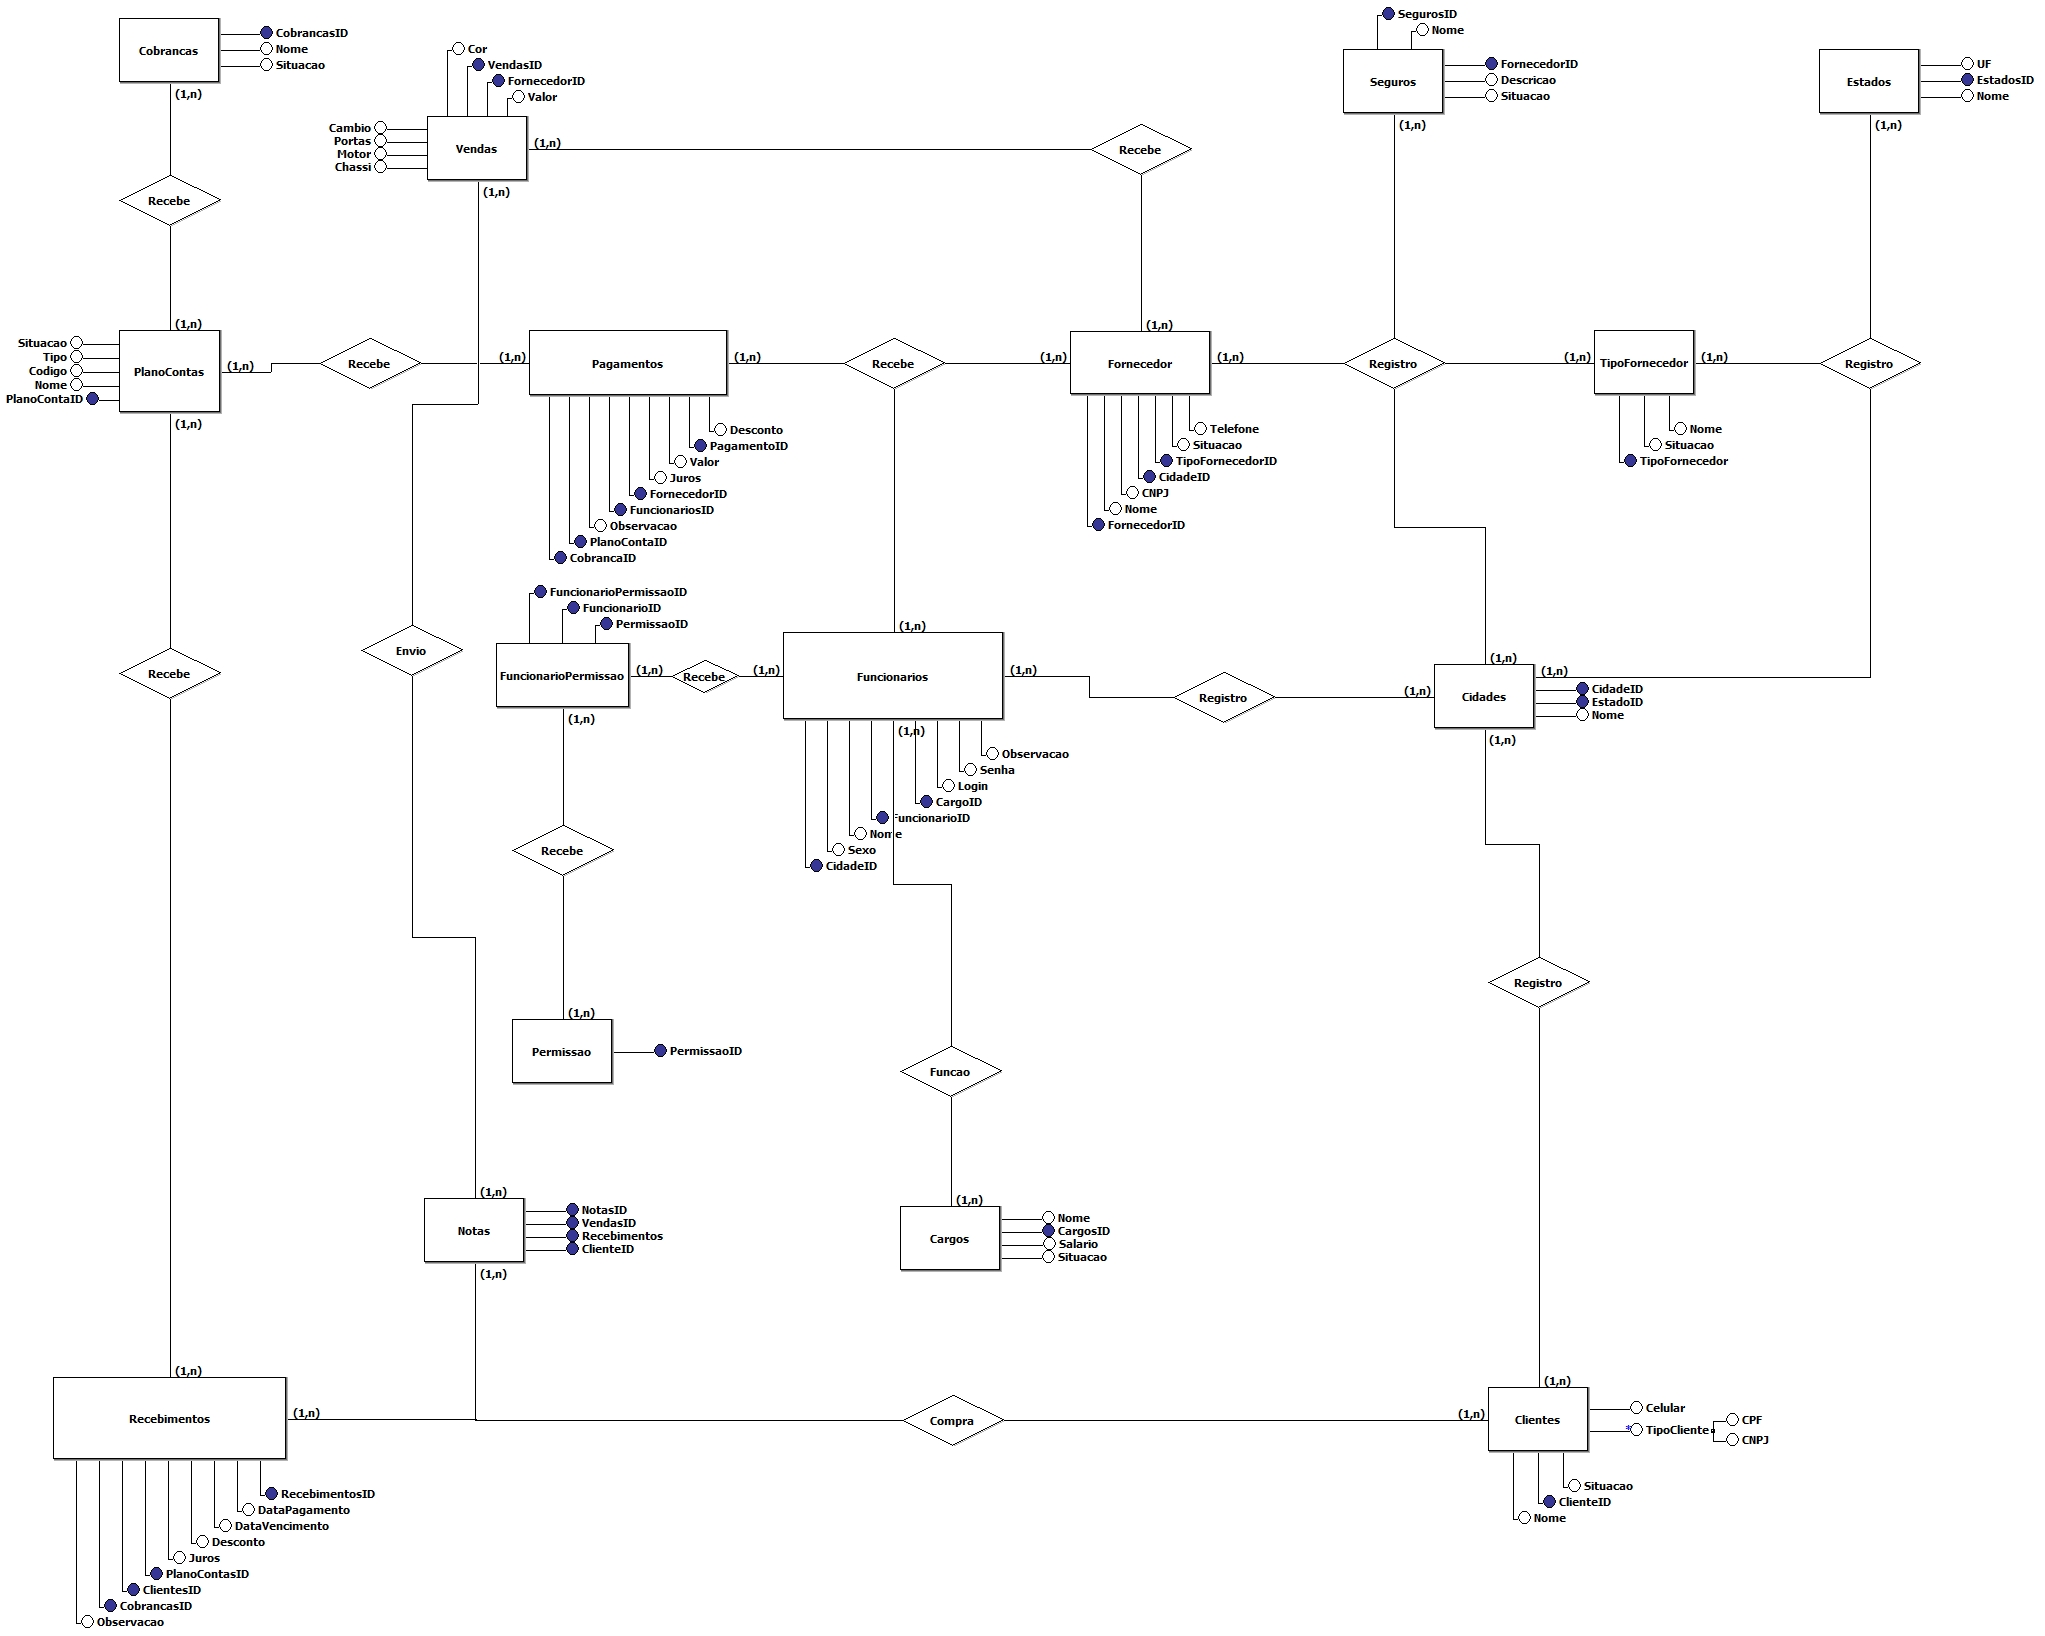 Cobrancas
CobrancasID
Nome
Situacao
(1,n)
Recebe
(1,n)
Situacao
Tipo
Codigo
Nome
PlanoContaID
PlanoContas
(1,n)
(1,n)
Recebe
Cor
VendasID
FornecedorID
Valor
Cambio
Portas
Motor
Chassi
Vendas
(1,n)
(1,n)
Recebe
(1,n)
SegurosID
Nome
Seguros
FornecedorID
Descricao
Situacao
(1,n)
Estados
UF
EstadosID
Nome
(1,n)
Recebe
(1,n)
Pagamentos
(1,n)
Desconto
PagamentoID
Valor
Juros
FornecedorID
FuncionariosID
Observacao
PlanoContaID
CobrancaID
Recebe
(1,n)
Fornecedor
(1,n)
Telefone
Situacao
TipoFornecedorID
CidadeID
CNPJ
Nome
FornecedorID
Registro
(1,n)
TipoFornecedor
(1,n)
Nome
Situacao
TipoFornecedor
Registro
Envio
FuncionarioPermissaoID
FuncionarioID
PermissaoID
FuncionarioPermissao
(1,n)
(1,n)
Recebe
(1,n)
(1,n)
Funcionarios
(1,n)
(1,n)
Observacao
Senha
Login
CargoID
FuncionarioID
Nome
Sexo
CidadeID
Registro
(1,n)
(1,n)
(1,n)
Cidades
CidadeID
EstadoID
Nome
(1,n)
Recebe
(1,n)
Permissao
PermissaoID
Funcao
(1,n)
Cargos
Nome
CargosID
Salario
Situacao
Registro
(1,n)
Notas
NotasID
VendasID
Recebimentos
ClienteID
(1,n)
(1,n)
Recebimentos
(1,n)
RecebimentosID
DataPagamento
DataVencimento
Desconto
Juros
PlanoContasID
ClientesID
CobrancasID
Observacao
Compra
(1,n)
(1,n)
Clientes
Celular
*
TipoCliente
CPF
CNPJ
Situacao
ClienteID
Nome